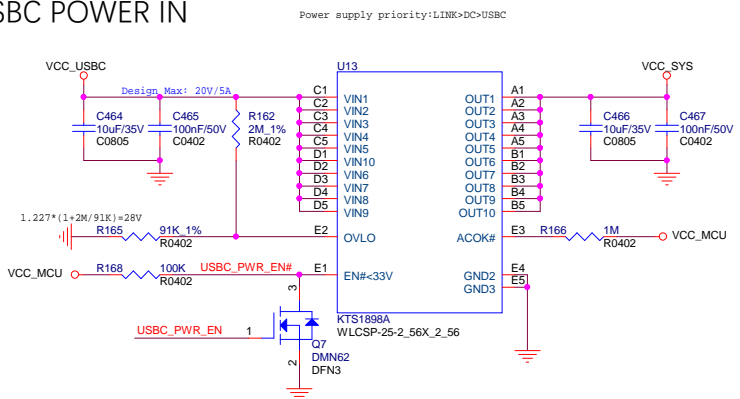 SBC POWER IN
Power supply priority:LINK>DC>USBC
U13
VCC_USBC
VCC_SYS
Design Max: 20V/5A
C464
10uF/35V
C0805
C465
100nF/50V
C0402
R162
2M_1%
R0402
C1 VIN1
C2 VIN2
C3 VIN3
C4 VIN4
C5 VIN5
D1 VIN10
D2 VIN6
D3 VIN7
D4 VIN8
D5 VIN9
OUT1 A1
OUT2 A2
OUT3 A3
OUT4 A4
OUT5 A5
OUT6 B1
OUT7 B2
OUT8 B3
OUT9 B4
OUT10 B5
C466
10uF/35V
C0805
C467
100nF/50V
C0402
1.227*(1+2M/91K)=28V
R165 91K_1%
R0402
E2 OVLO
ACOK# E3
R166 1M
R0402
VCC_MCU
VCC_MCU
R168 100K
R0402
USBC_PWR_EN#
E1 EN#<33V
GND2 E4
GND3 E5
KTS1898A
WLCSP-25-2_56X_2_56
USBC_PWR_EN
1
3
2
Q7
DMN62
DFN3